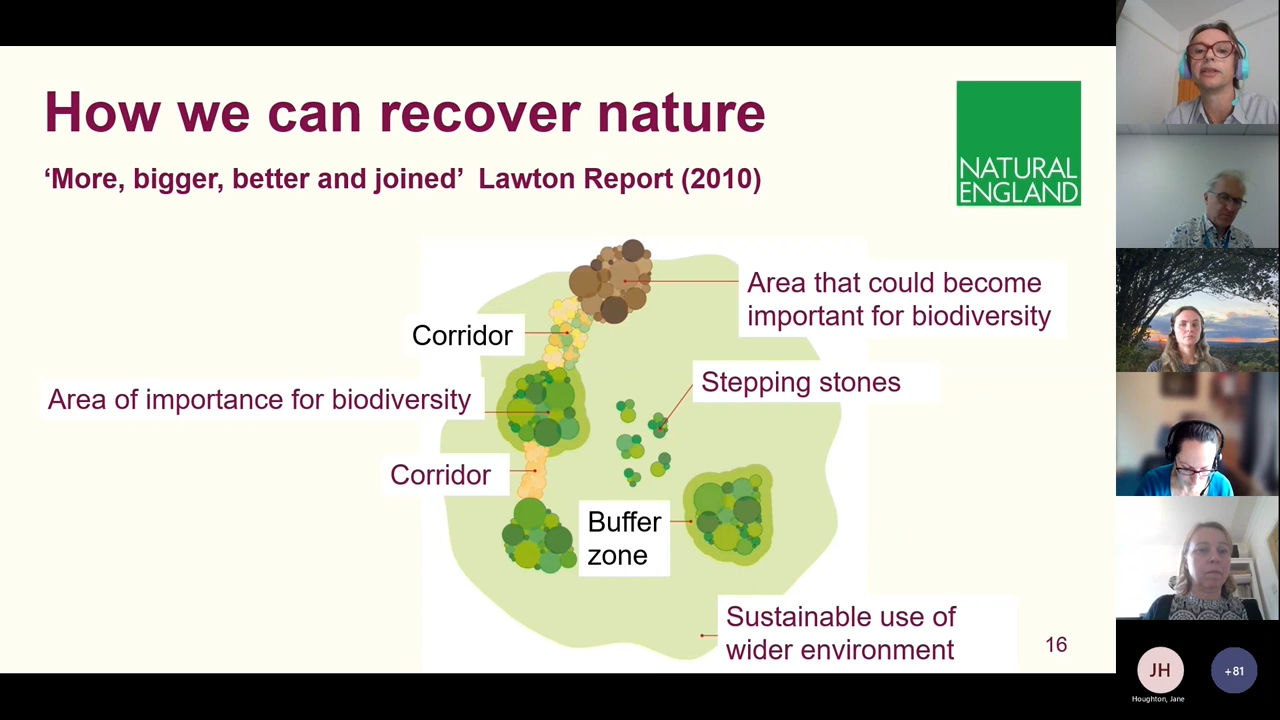 How we can recover nature
‘More, bigger, better and joined’ Lawton Report (2010)
NATURAL
ENGLAND
Area that could become
important for biodiversity
Corridor
Stepping stones
Area of importance for biodiversity
Corridor
Buffer
zone
Sustainable use of
wider environment
16
JH
+81
Houghton, Jane